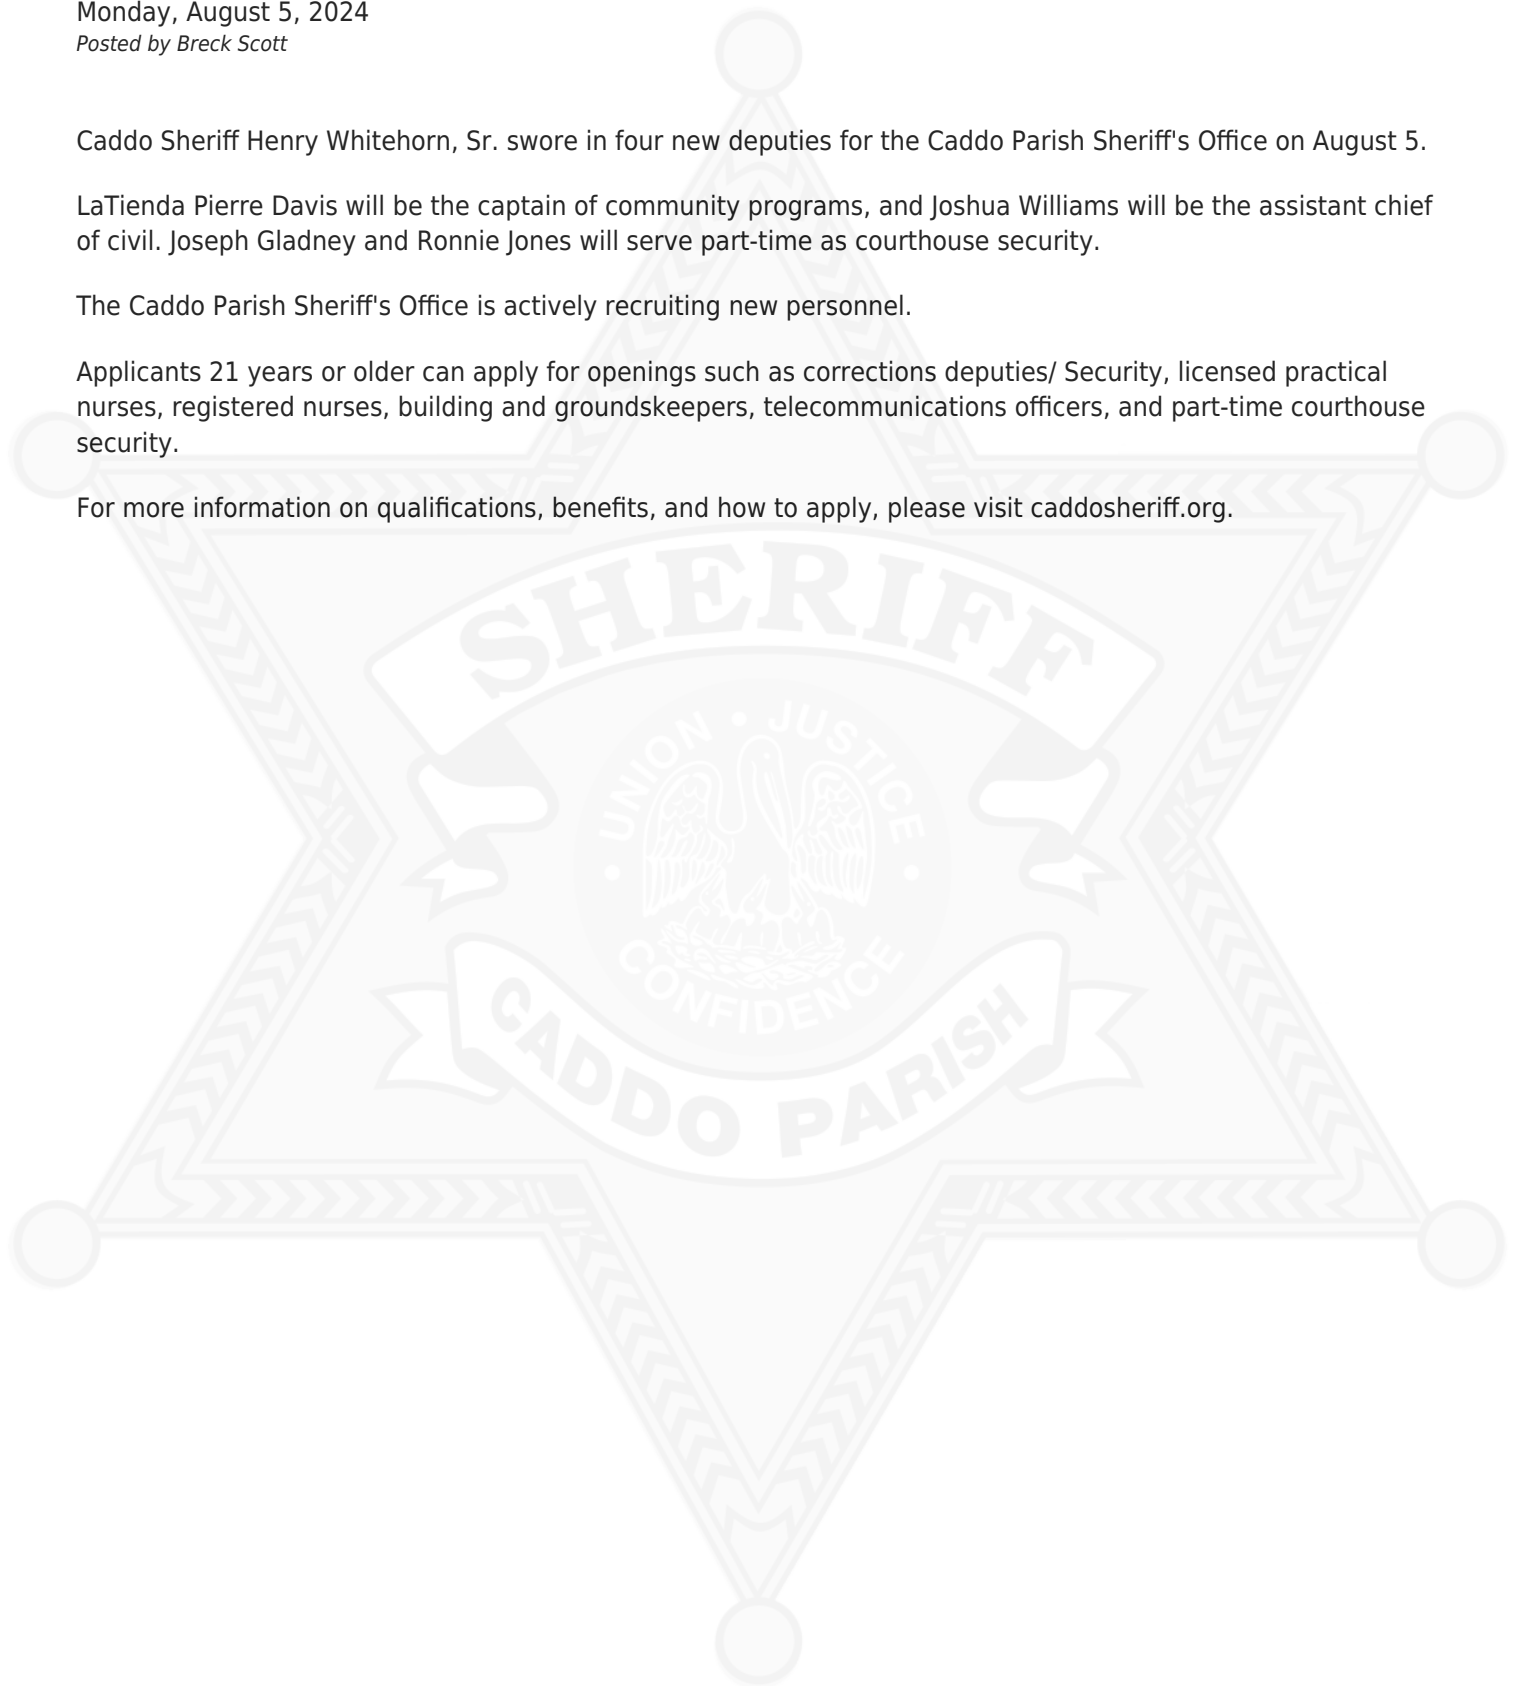 Monday, August 5, 2024
Posted by Breck Scott
Caddo Sheriff Henry Whitehorn, Sr. swore in four new deputies for the Caddo Parish Sheriff's Office on August 5.
LaTienda Pierre Davis will be the captain of community programs, and Joshua Williams will be the assistant chief
of civil. Joseph Gladney and Ronnie Jones will serve part-time as courthouse security.
The Caddo Parish Sheriff's Office is actively recruiting new personnel.
Applicants 21 years or older can apply for openings such as corrections deputies/ Security, licensed practical
nurses, registered nurses, building and groundskeepers, telecommunications officers, and part-time courthouse
security.
For more information on qualifications, benefits, and how to apply, please visit caddosheriff.org.
SHERIFF
UNION • JUSTICE
• CONFIDENCE •
CADDO PARISH